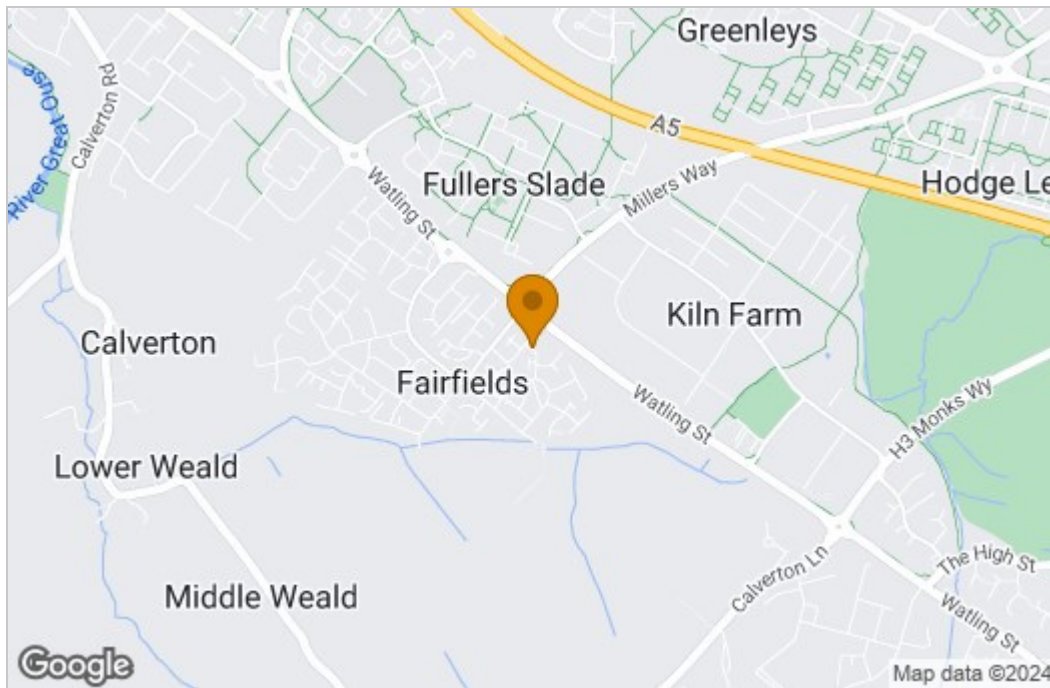 Greenleys
A5
Calverton Rd
River Great Ouse
Watling St
Fullers Slade
Millers Way
Hodge Le
Kiln Farm
Calverton
Fairfields
Watling St
H3 Monks Wy
Lower Weald
Middle Weald
Calverton Ln
The High St
Watling St
Google
Map data ©2024